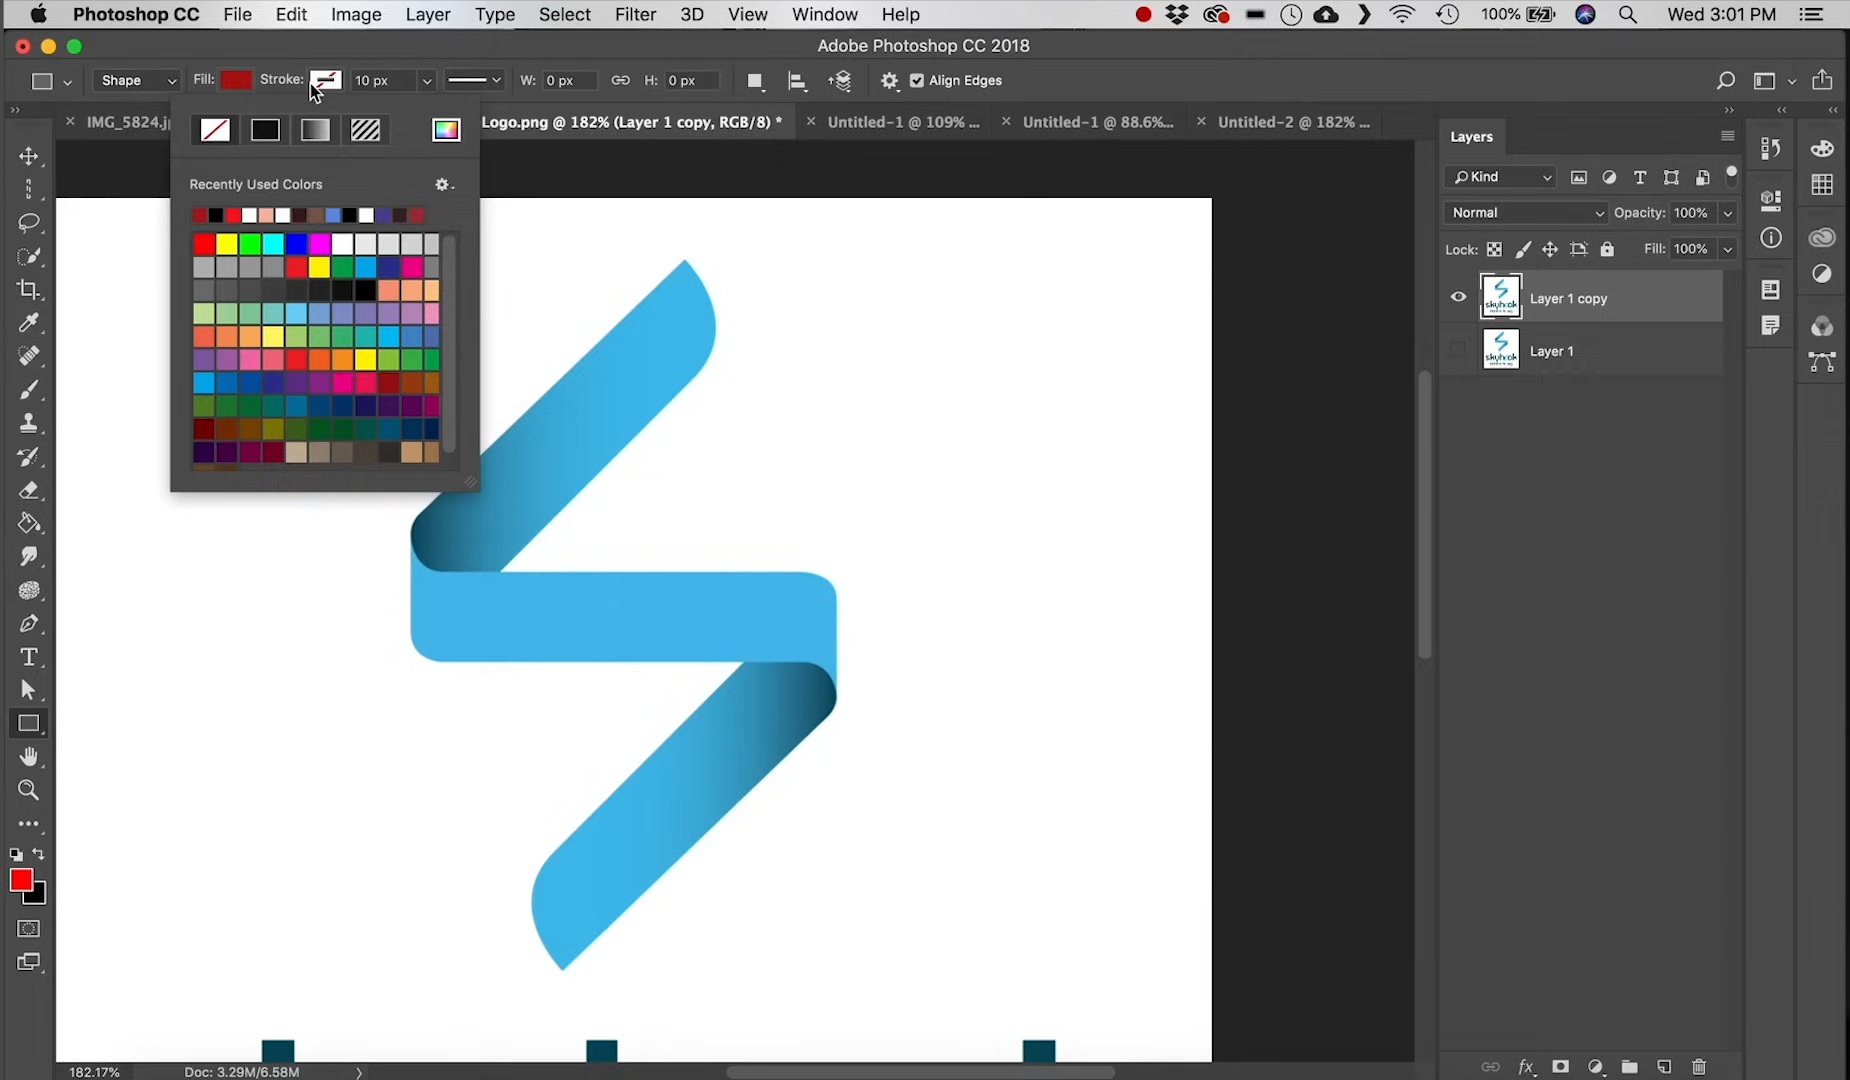 Photoshop CC File Edit Image Layer Type Select Filter 3D View Window Help 100% Wed 3:01 PM
Adobe Photoshop CC 2018
Shape Fill: Stroke: 10 px W: 0 px H: 0 px Align Edges
IMG_5824.j Logo.png @ 182% (Layer 1 copy, RGB/8) * Untitled-1 @ 109% ... Untitled-1 @ 88.6%... Untitled-2 @ 182% ...
Recently Used Colors
Layers
Kind
Normal Opacity: 100%
Lock: Fill: 100%
skyhook
Layer 1 copy
skyhook
Layer 1
182.17% Doc: 3.29M/6.58M